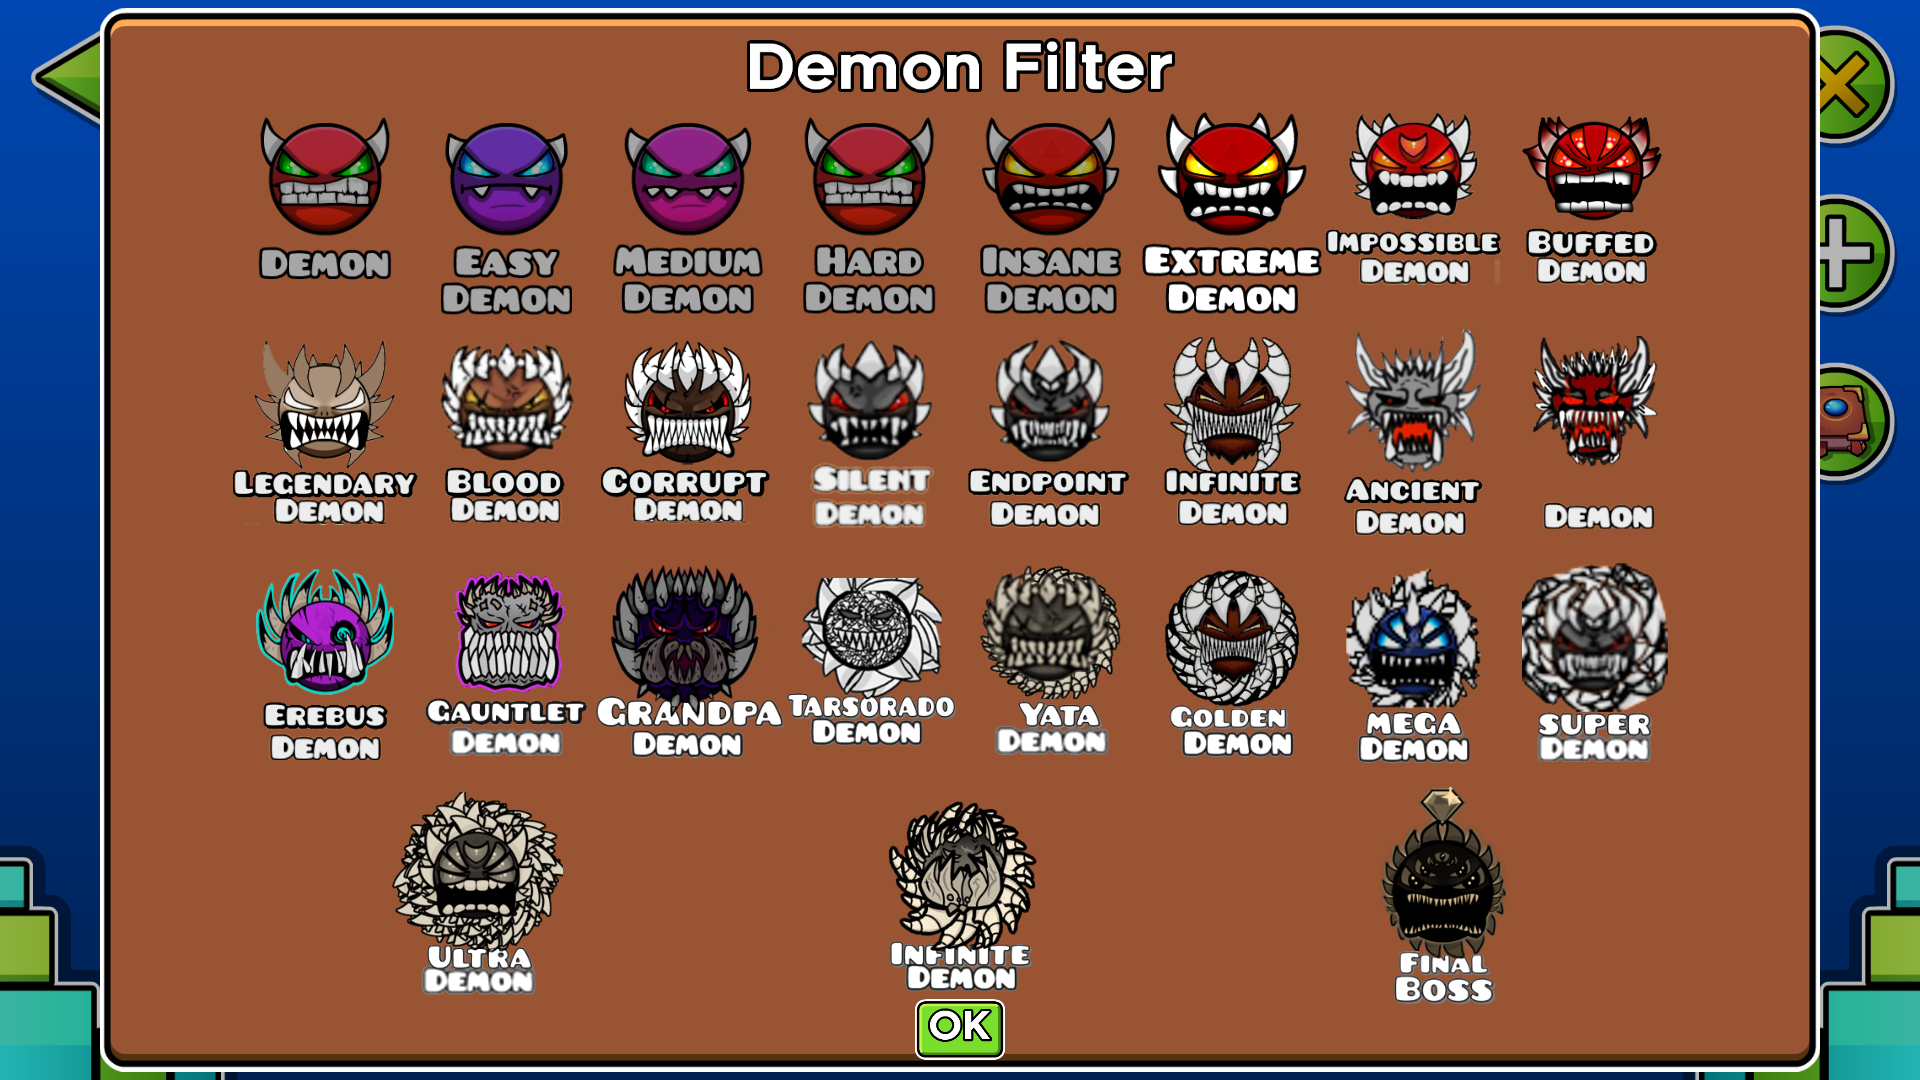 Demon Filter
DEMON
EASY
DEMON
MEDIUM
DEMON
HARD
DEMON
INSANE
DEMON
EXTREME
DEMON
IMPOSSIBLE
DEMON
BUFFED
DEMON
LEGENDARY
DEMON
BLOOD
DEMON
CORRUPT
DEMON
SILENT
DEMON
ENDPOINT
DEMON
INFINITE
DEMON
ANCIENT
DEMON
DEMON
EREBUS
DEMON
GAUNTLET
DEMON
GRANDPA
DEMON
TARSORADO
DEMON
YATA
DEMON
GOLDEN
DEMON
MEGA
DEMON
SUPER
DEMON
ULTRA
DEMON
INFINITE
DEMON
FINAL
BOSS
OK